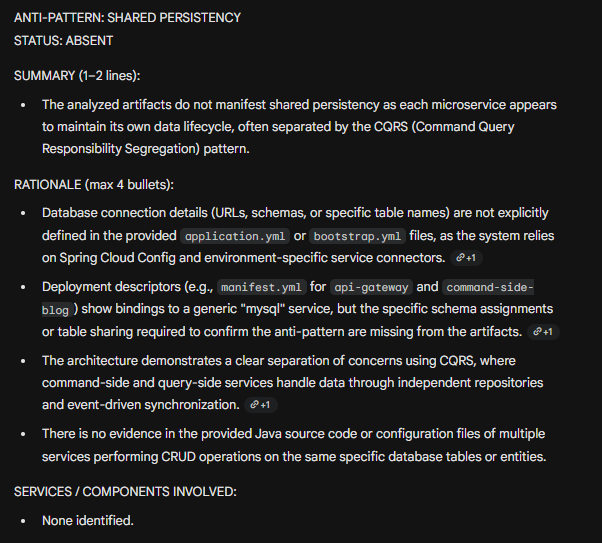 ANTI-PATTERN: SHARED PERSISTENCY
STATUS: ABSENT
SUMMARY (1–2 lines):
• The analyzed artifacts do not manifest shared persistency as each microservice appears
to maintain its own data lifecycle, often separated by the CQRS (Command Query
Responsibility Segregation) pattern.
RATIONALE (max 4 bullets):
• Database connection details (URLs, schemas, or specific table names) are not explicitly
defined in the provided application.yml or bootstrap.yml files, as the system relies
on Spring Cloud Config and environment-specific service connectors. +1
• Deployment descriptors (e.g., manifest.yml for api-gateway and command-side-
blog) show bindings to a generic "mysql" service, but the specific schema assignments
or table sharing required to confirm the anti-pattern are missing from the artifacts. +1
• The architecture demonstrates a clear separation of concerns using CQRS, where
command-side and query-side services handle data through independent repositories
and event-driven synchronization. +1
• There is no evidence in the provided Java source code or configuration files of multiple
services performing CRUD operations on the same specific database tables or entities.
SERVICES / COMPONENTS INVOLVED:
• None identified.